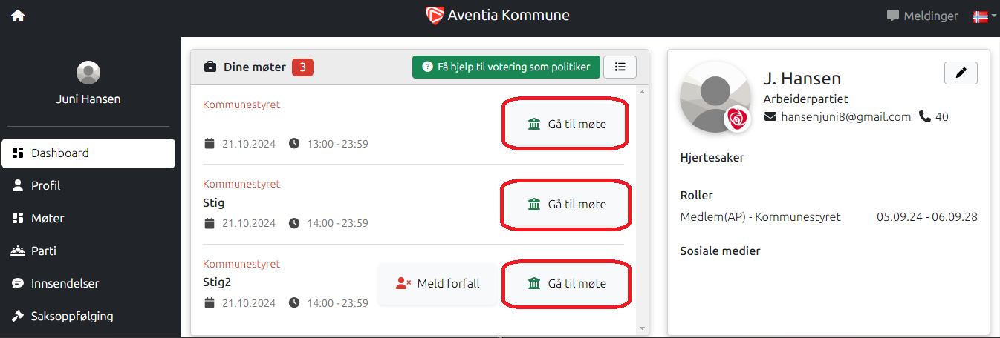 Aventia Kommune
Meldinger
Juni Hansen
Dashboard
Profil
Møter
Parti
Innsendelser
Saksoppfølging
Dine møter 3
Få hjelp til votering som politiker
Kommunestyret
21.10.2024 13:00 - 23:59
Gå til møte
Kommunestyret
Stig
21.10.2024 14:00 - 23:59
Gå til møte
Kommunestyret
Stig2
21.10.2024 14:00 - 23:59
Meld forfall
Gå til møte
J. Hansen
Arbeiderpartiet
hansenjuni8@gmail.com 40
Hjertesaker
Roller
Medlem(AP) - Kommunestyret 05.09.24 - 06.09.28
Sosiale medier